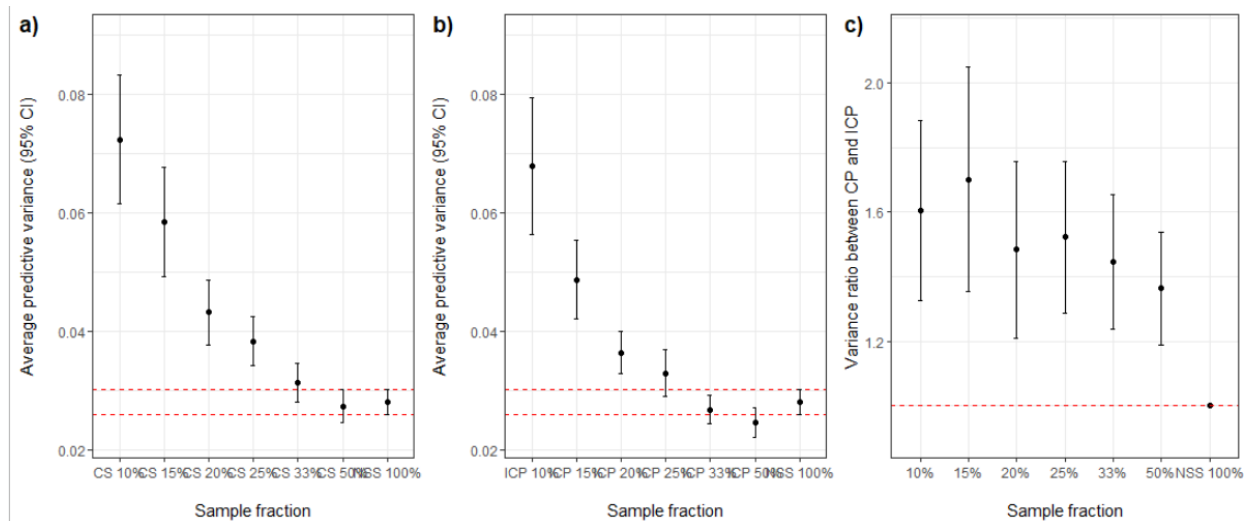 a)
Average predictive variance (95% CI)
0.08
0.06
0.04
0.02
CS 10% CS 15% CS 20% CS 25% CS 33% CS 50% NSS 100%
Sample fraction
b)
Average predictive variance (95% CI)
0.08
0.06
0.04
0.02
ICP 10% ICP 15% ICP 20% ICP 25% ICP 33% ICP 50% NSS 100%
Sample fraction
c)
Variance ratio between CP and ICP
2.0
1.6
1.2
10% 15% 20% 25% 33% 50% NSS 100%
Sample fraction